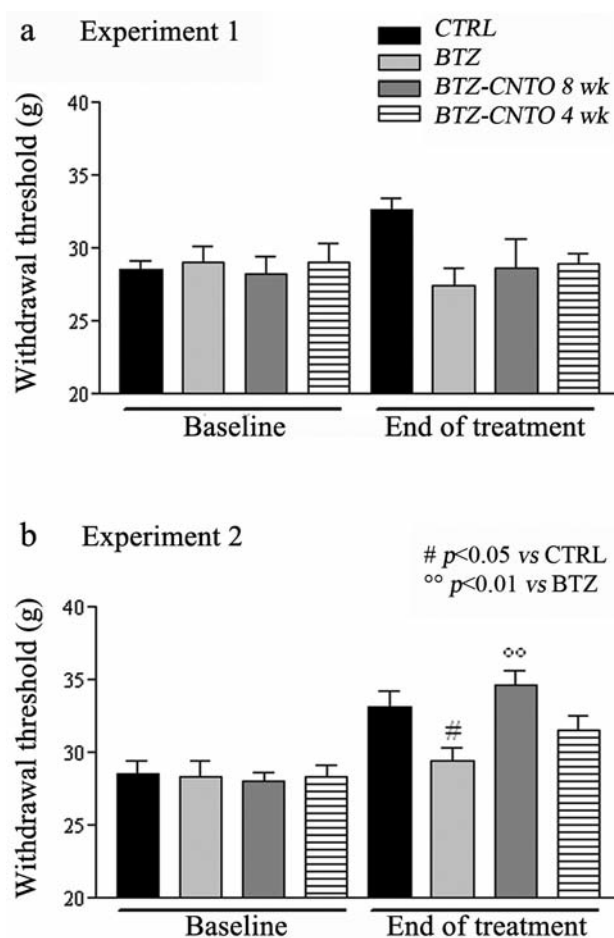 a Experiment 1
CTRL
BTZ
BTZ-CNTO 8 wk
BTZ-CNTO 4 wk
Withdrawal threshold (g)
40
35
30
25
20
Baseline
End of treatment
b Experiment 2
# p<0.05 vs CTRL
°° p<0.01 vs BTZ
Withdrawal threshold (g)
40
35
30
25
20
°°
#
Baseline
End of treatment